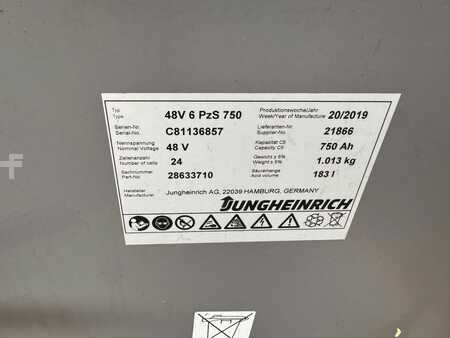 Typ
Type
48V 6 PzS 750
Produktionswoche/Jahr
Week/Year of Manufacture
20/2019
Serien-Nr.
Serial-No.
C81136857
Lieferanten-Nr.
Supplier-No.
21866
Nennspannung
Nominal Voltage
48 V
Kapazität C5
Capacity C5
750 Ah
Zellenanzahl
Number of cells
24
Gewicht ± 5%
Weight ± 5%
1.013 kg
Sachnummer
Part-No.
28633710
Säurevolumen
Acid volume
183 l
Hersteller
Manufacturer
Jungheinrich AG, 22039 HAMBURG, GERMANY
JUNGHEINRICH